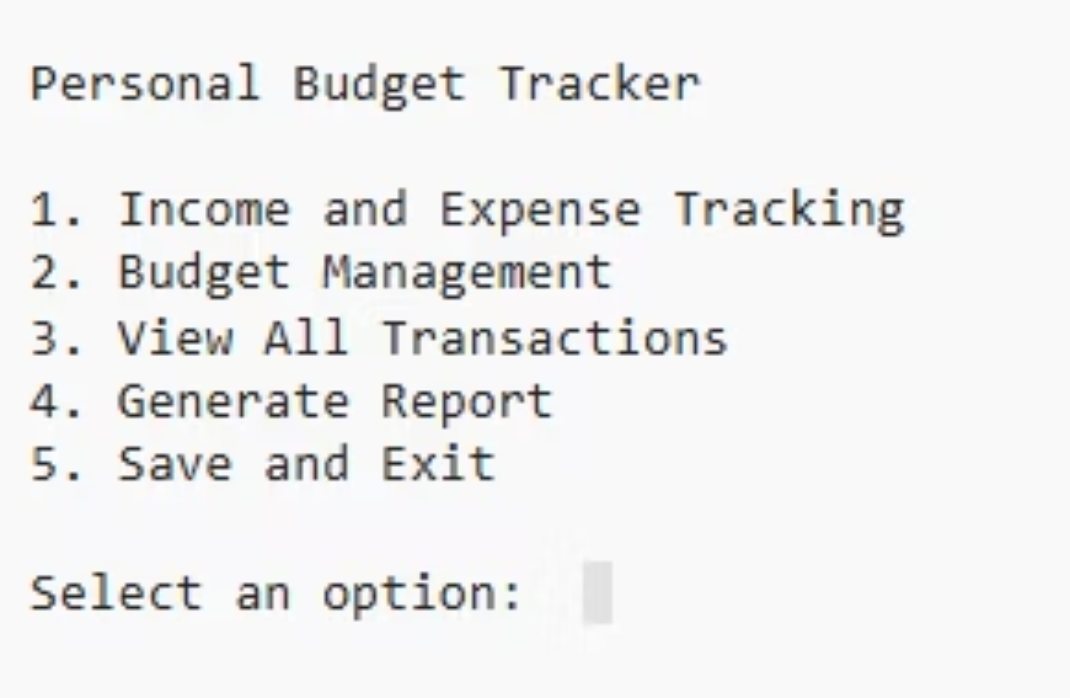 Personal Budget Tracker
1. Income and Expense Tracking
2. Budget Management
3. View All Transactions
4. Generate Report
5. Save and Exit
Select an option: